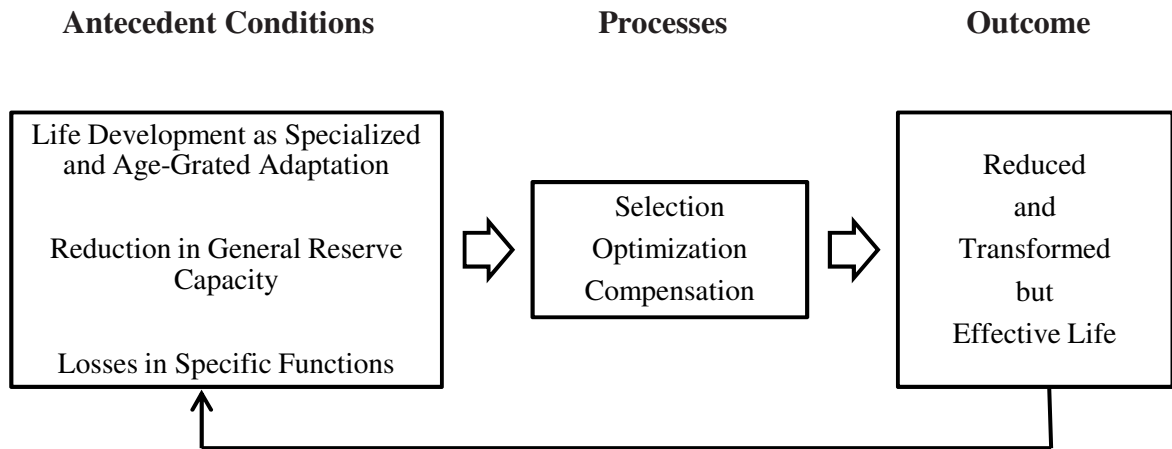 Antecedent Conditions
Processes
Outcome
Life Development as Specialized
and Age-Grated Adaptation
Reduction in General Reserve
Capacity
Losses in Specific Functions
Selection
Optimization
Compensation
Reduced
and
Transformed
but
Effective Life